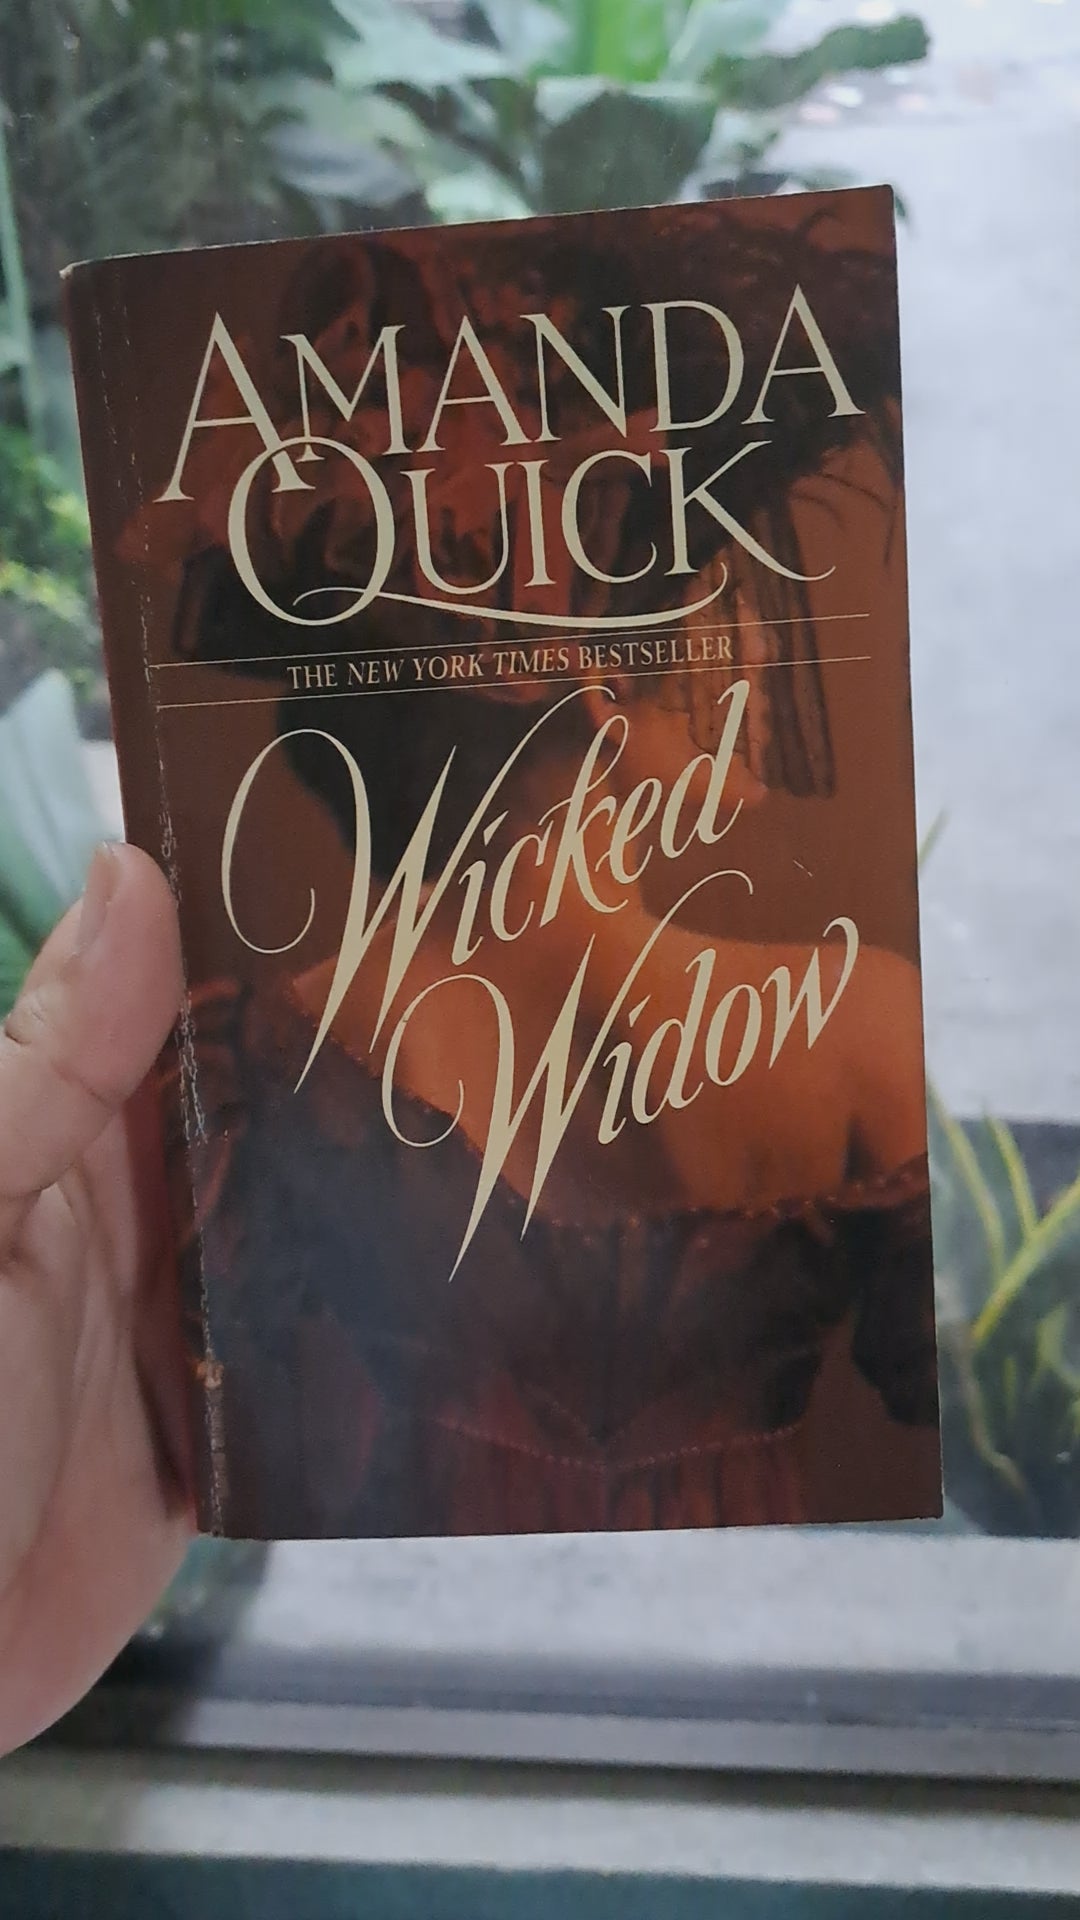 AMANDA
QUICK
THE NEW YORK TIMES BESTSELLER
Wicked
Widow